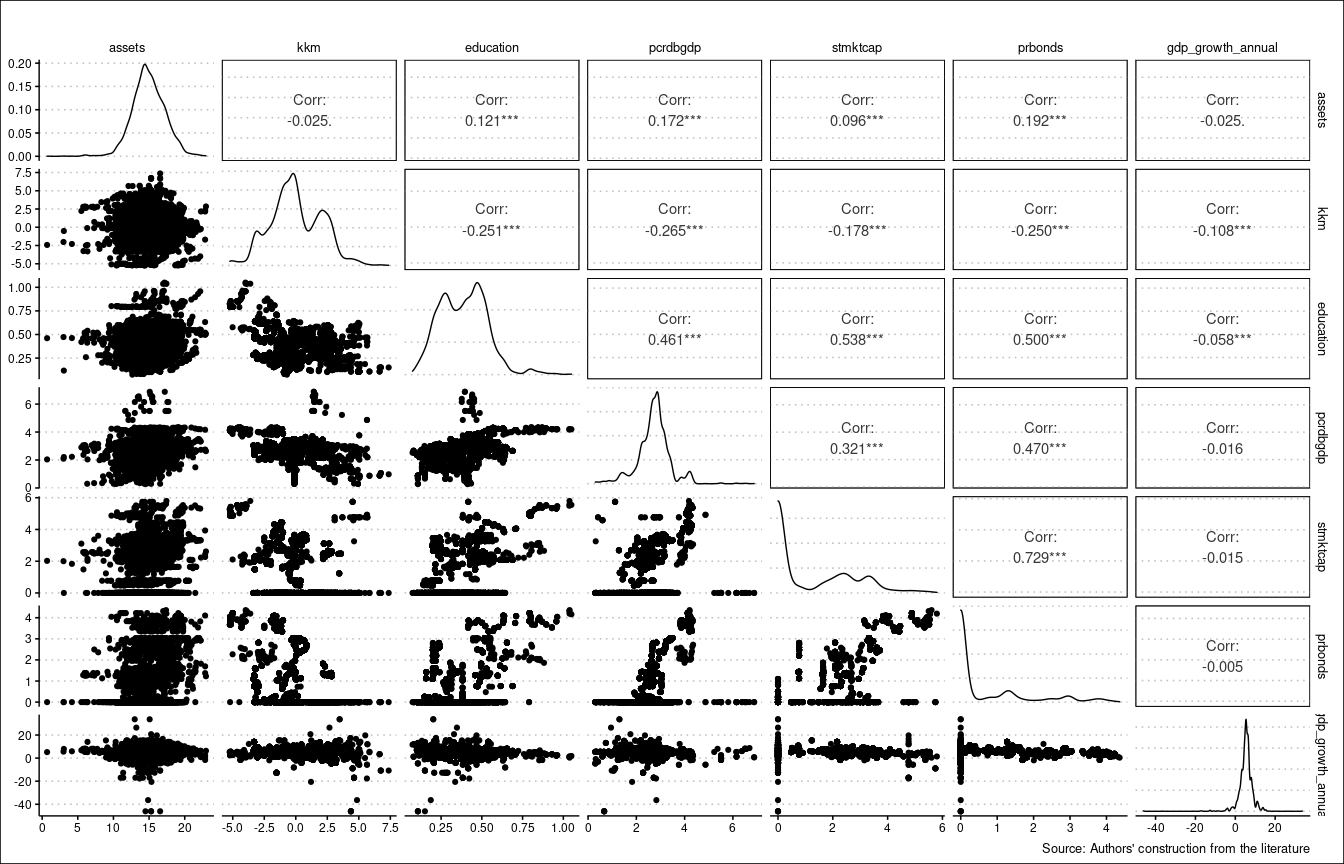 assets kkm education pcrdbgdp stmktcap prbonds gdp_growth_annual
0.20
0.15
0.10
0.05
0.00
Corr: Corr: Corr: Corr: Corr: Corr:
-0.025. 0.121*** 0.172*** 0.096*** 0.192*** -0.025.
assets
7.5
5.0
2.5
0.0
-2.5
-5.0
Corr: Corr: Corr: Corr: Corr:
-0.251*** -0.265*** -0.178*** -0.250*** -0.108***
kkm
1.00
0.75
0.50
0.25
Corr: Corr: Corr: Corr:
0.461*** 0.538*** 0.500*** -0.058***
education
6
4
2
0
Corr: Corr: Corr:
0.321*** 0.470*** -0.016
pcrdbgdp
6
4
2
0
Corr: Corr:
0.729*** -0.015
stmktcap
4
3
2
1
0
Corr:
-0.005
prbonds
20
0
-20
-40
gdp_growth_annua
0 5 10 15 20 -5.0 -2.5 0.0 2.5 5.0 7.5 0.25 0.50 0.75 1.00 0 2 4 6 0 2 4 6 0 1 2 3 4 -40 -20 0 20
Source: Authors' construction from the literature